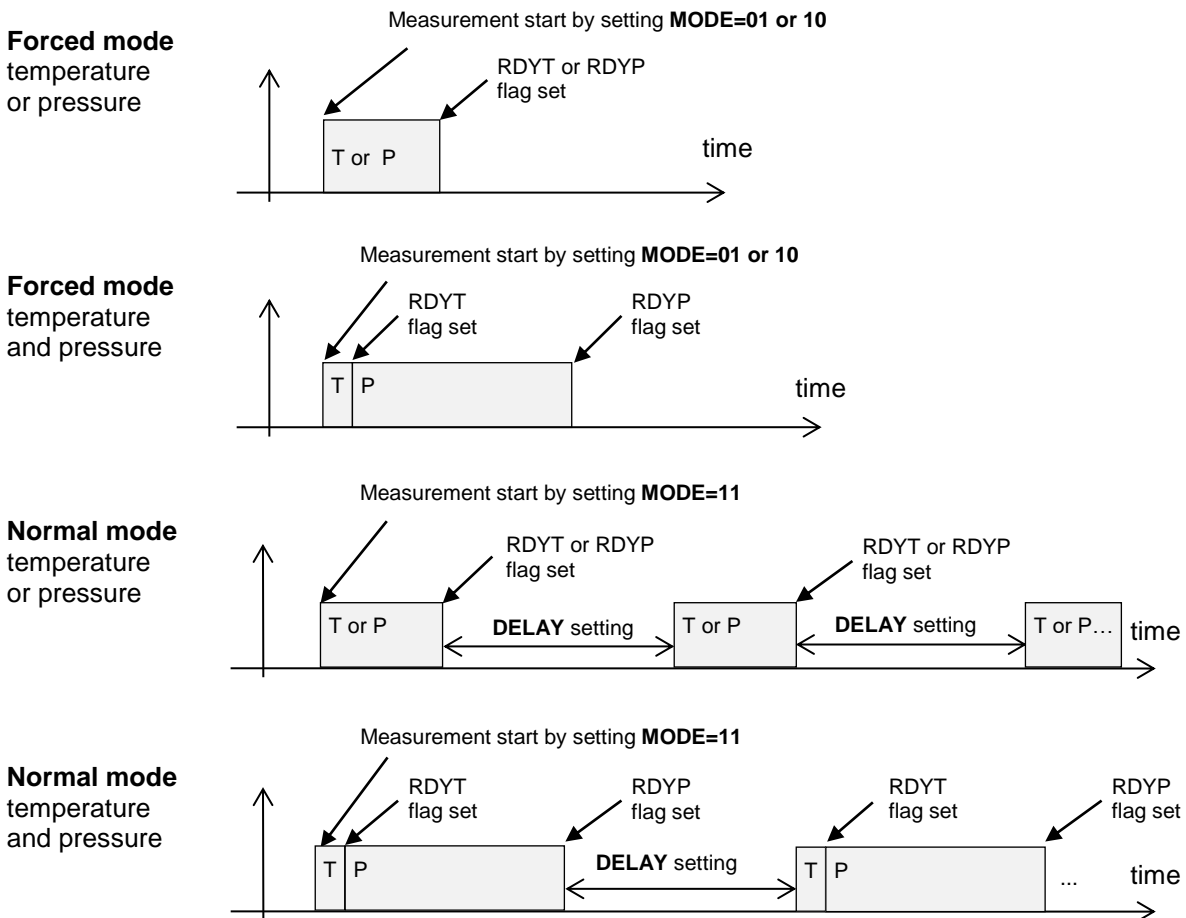 Measurement start by setting MODE=01 or 10
Forced mode
temperature
or pressure
RDYT or RDYP
flag set
T or P
time
Measurement start by setting MODE=01 or 10
Forced mode
temperature
and pressure
RDYT
flag set
RDYP
flag set
T P
time
Measurement start by setting MODE=11
Normal mode
temperature
or pressure
RDYT or RDYP
flag set
RDYT or RDYP
flag set
T or P
DELAY setting
T or P
DELAY setting
T or P...
time
Measurement start by setting MODE=11
Normal mode
temperature
and pressure
RDYT
flag set
RDYP
flag set
RDYT
flag set
RDYP
flag set
T P
DELAY setting
T P
...
time